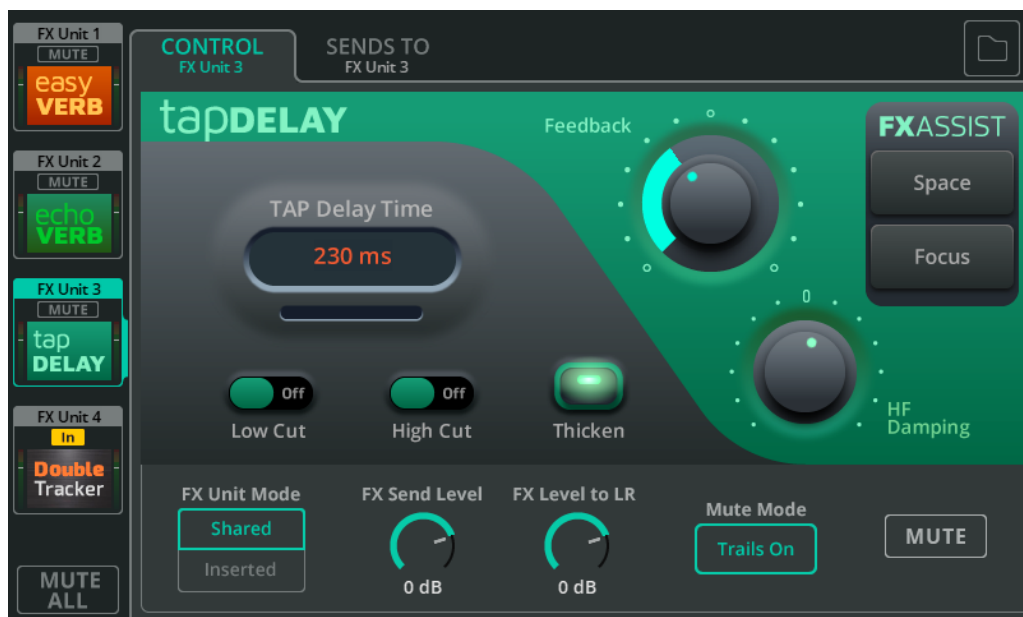 FX Unit 1
MUTE
easy
VERB
FX Unit 2
MUTE
echo
VERB
FX Unit 3
MUTE
tap
DELAY
FX Unit 4
In
Double
Tracker
MUTE
ALL
CONTROL
FX Unit 3
SENDS TO
FX Unit 3
tapDELAY
Feedback
FXASSIST
Space
Focus
TAP Delay Time
230 ms
0
HF
Damping
Off
Low Cut
Off
High Cut
Thicken
FX Unit Mode
Shared
Inserted
FX Send Level
0 dB
FX Level to LR
0 dB
Mute Mode
Trails On
MUTE